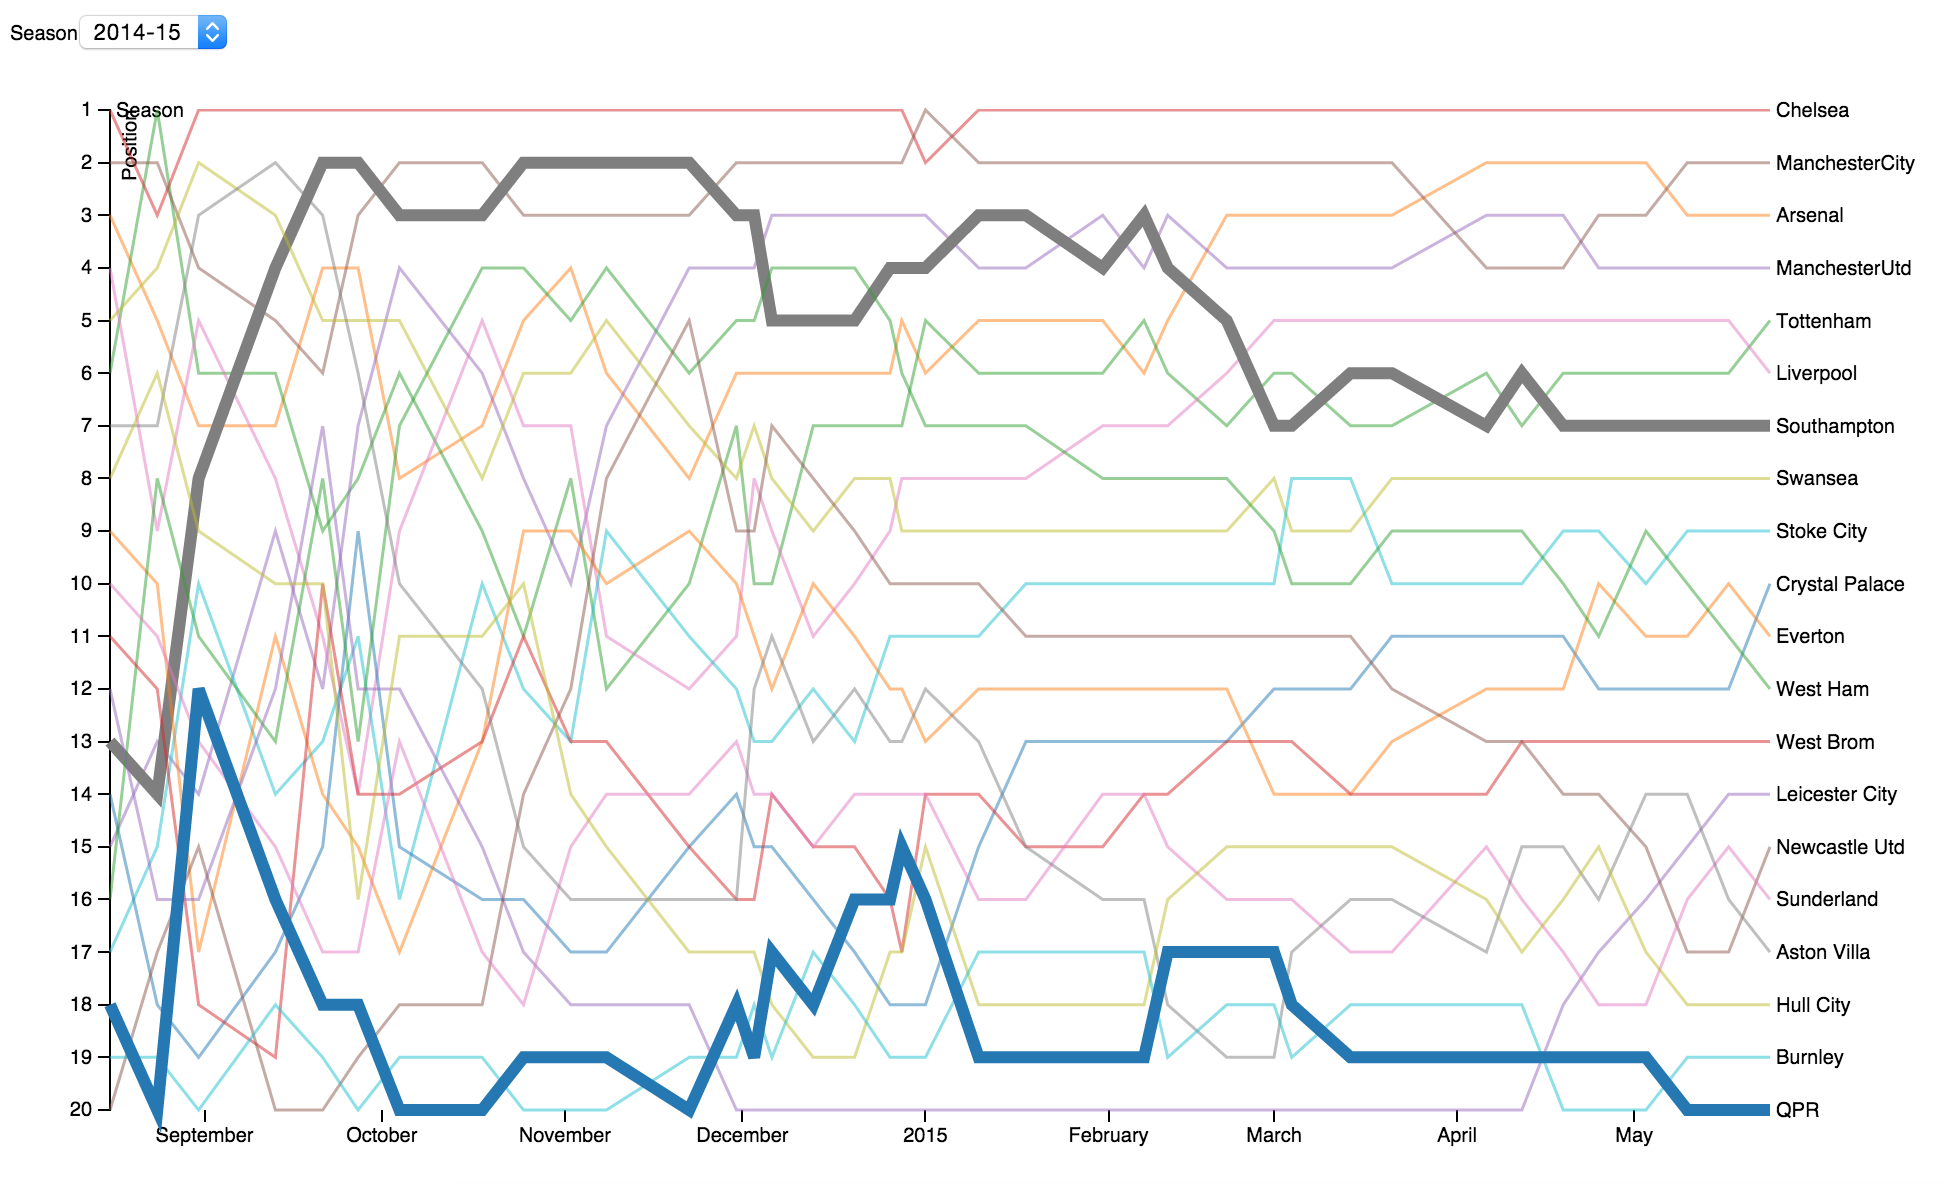 Season 2014-15
Season
Position
1 Chelsea
2 ManchesterCity
3 Arsenal
4 ManchesterUtd
5 Tottenham
6 Liverpool
7 Southampton
8 Swansea
9 Stoke City
10 Crystal Palace
11 Everton
12 West Ham
13 West Brom
14 Leicester City
15 Newcastle Utd
16 Sunderland
17 Aston Villa
18 Hull City
19 Burnley
20 QPR
September October November December 2015 February March April May